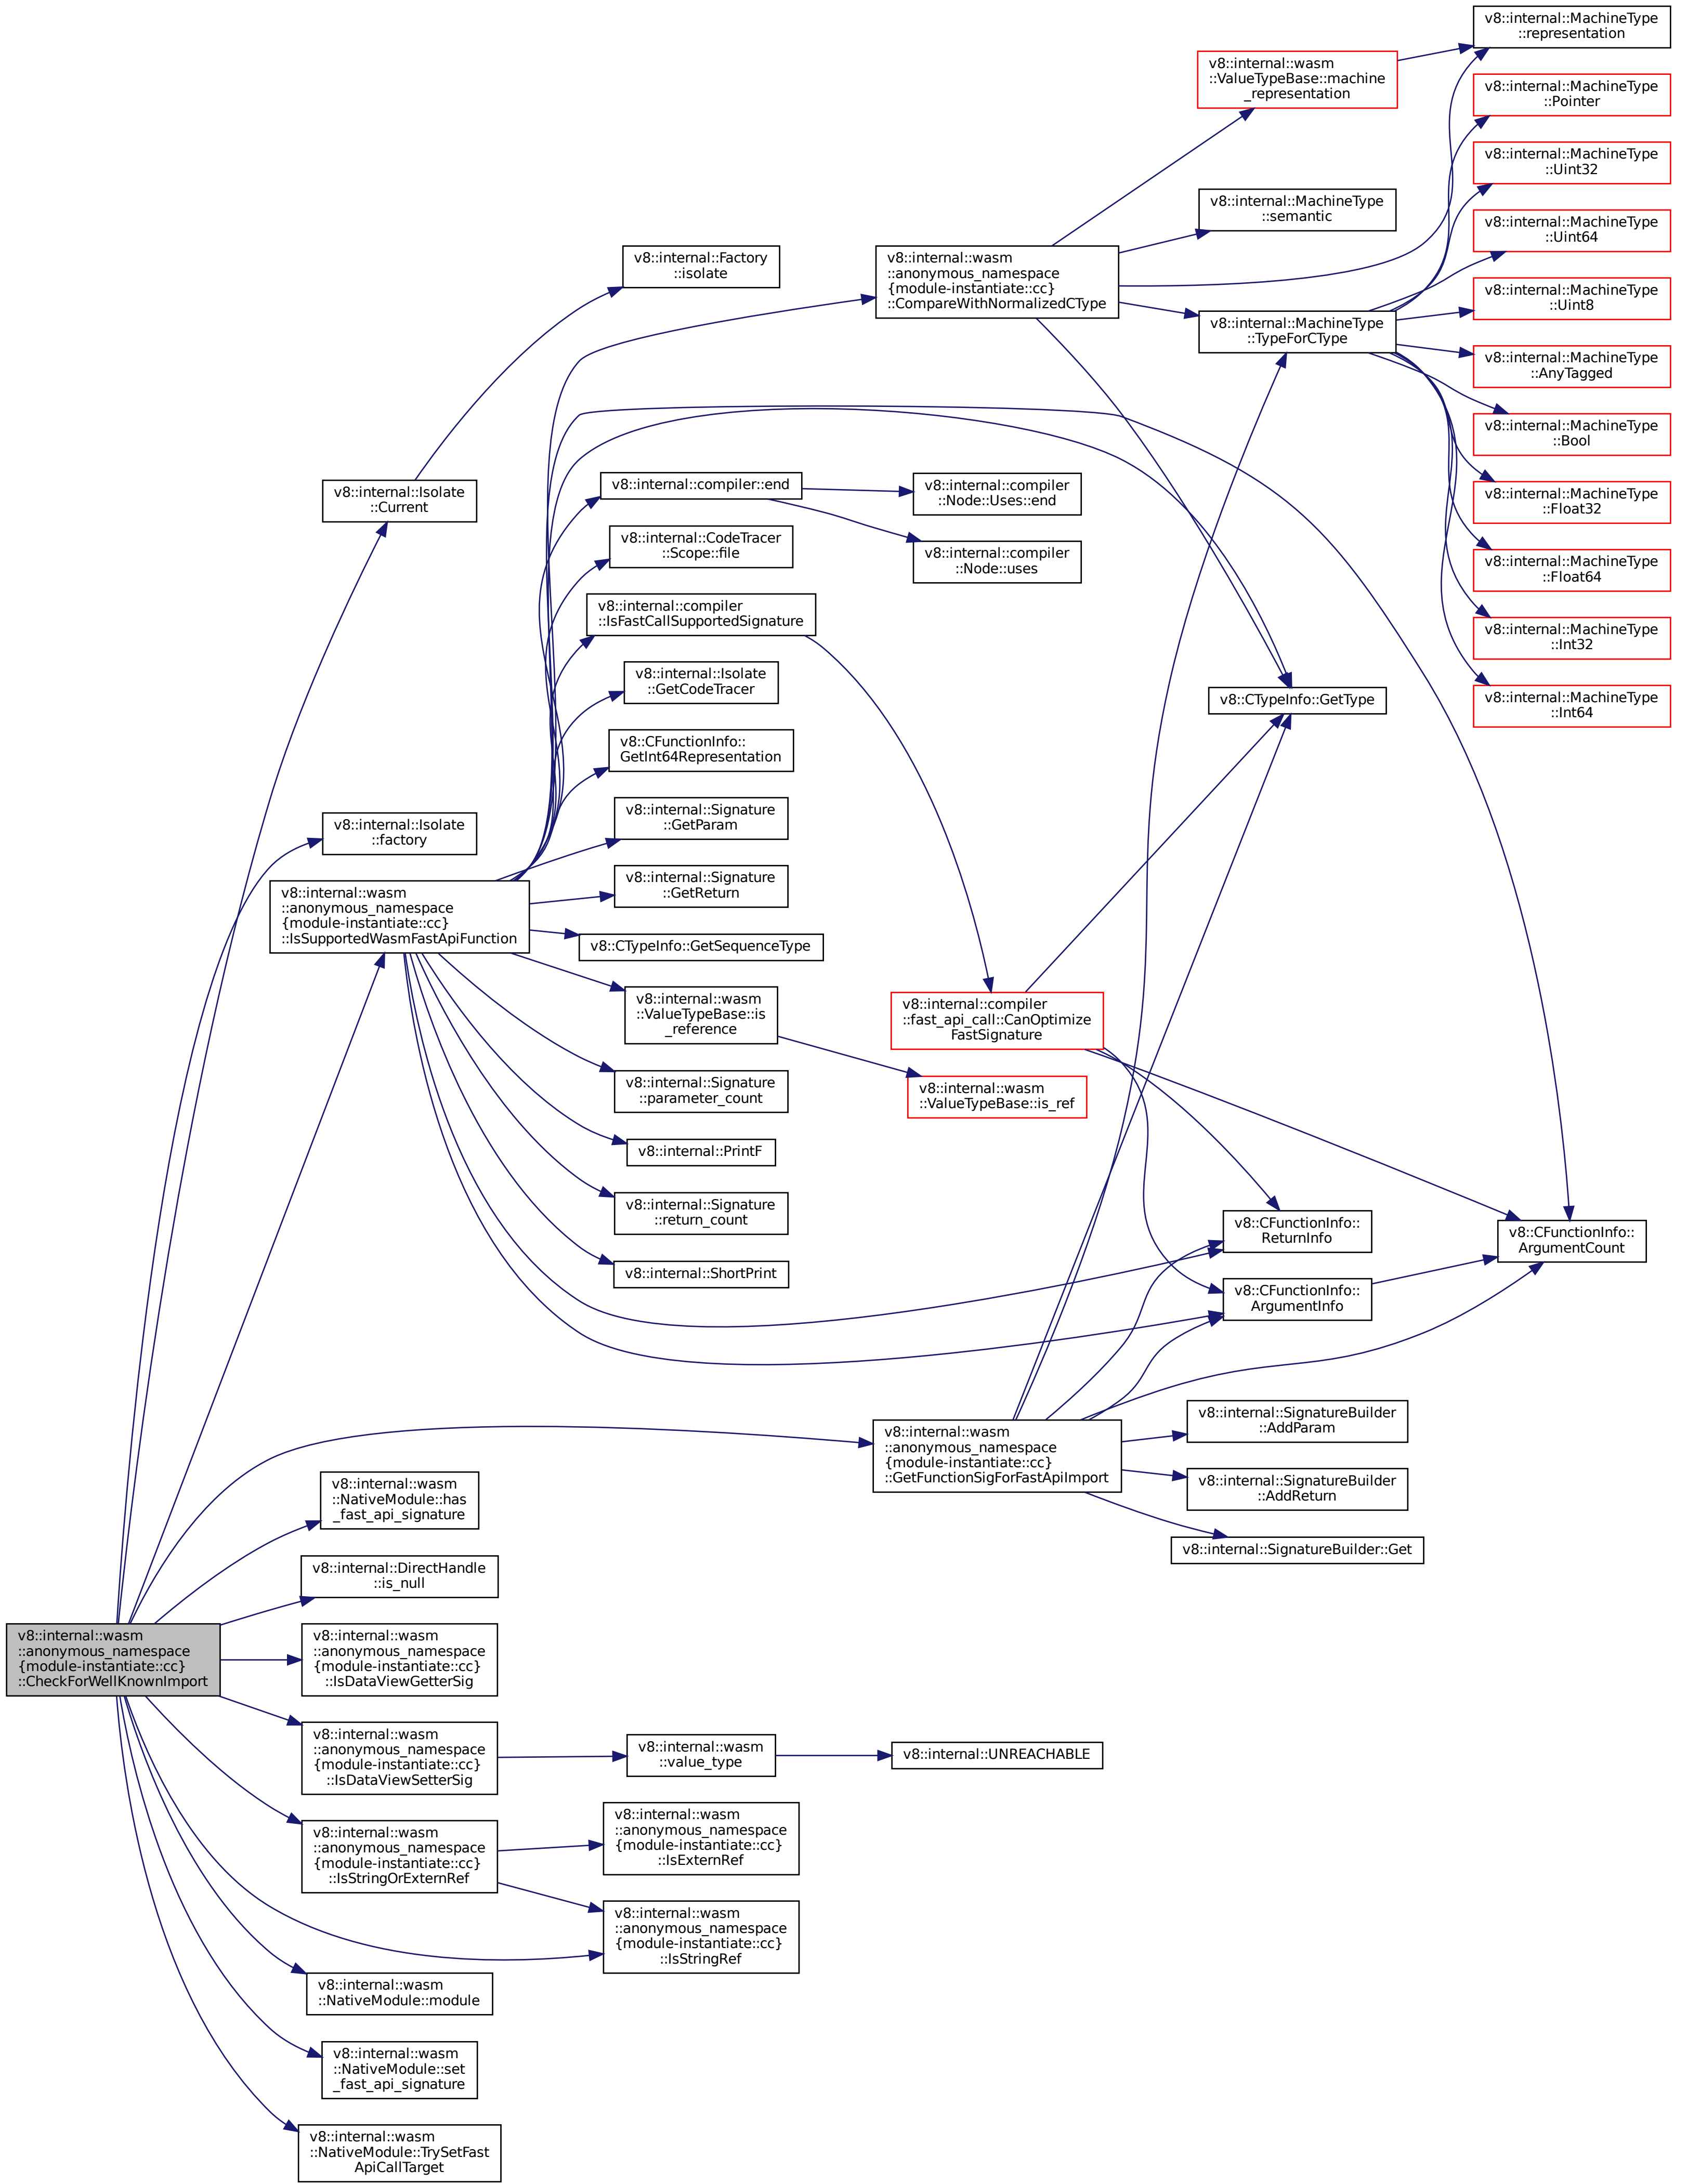 v8::internal::MachineType
::representation
v8::internal::wasm
::ValueTypeBase::machine
_representation
v8::internal::MachineType
::Pointer
v8::internal::MachineType
::Uint32
v8::internal::MachineType
::semantic
v8::internal::MachineType
::Uint64
v8::internal::Factory
::isolate
v8::internal::wasm
::anonymous_namespace
{module-instantiate::cc}
::CompareWithNormalizedCType
v8::internal::MachineType
::Uint8
v8::internal::MachineType
::TypeForCType
v8::internal::MachineType
::AnyTagged
v8::internal::MachineType
::Bool
v8::internal::Isolate
::Current
v8::internal::compiler::end
v8::internal::compiler
::Node::Uses::end
v8::internal::MachineType
::Float32
v8::internal::CodeTracer
::Scope::file
v8::internal::compiler
::Node::uses
v8::internal::MachineType
::Float64
v8::internal::compiler
::IsFastCallSupportedSignature
v8::internal::MachineType
::Int32
v8::internal::Isolate
::GetCodeTracer
v8::CTypeInfo::GetType
v8::internal::MachineType
::Int64
v8::CFunctionInfo::
GetInt64Representation
v8::internal::Isolate
::factory
v8::internal::Signature
::GetParam
v8::internal::wasm
::anonymous_namespace
{module-instantiate::cc}
::IsSupportedWasmFastApiFunction
v8::internal::Signature
::GetReturn
v8::CTypeInfo::GetSequenceType
v8::internal::wasm
::ValueTypeBase::is
_reference
v8::internal::compiler
::fast_api_call::CanOptimize
FastSignature
v8::internal::Signature
::parameter_count
v8::internal::wasm
::ValueTypeBase::is_ref
v8::internal::PrintF
v8::internal::Signature
::return_count
v8::CFunctionInfo::
ReturnInfo
v8::CFunctionInfo::
ArgumentCount
v8::internal::ShortPrint
v8::CFunctionInfo::
ArgumentInfo
v8::internal::wasm
::anonymous_namespace
{module-instantiate::cc}
::GetFunctionSigForFastApiImport
v8::internal::SignatureBuilder
::AddParam
v8::internal::SignatureBuilder
::AddReturn
v8::internal::SignatureBuilder::Get
v8::internal::wasm
::NativeModule::has
_fast_api_signature
v8::internal::DirectHandle
::is_null
v8::internal::wasm
::anonymous_namespace
{module-instantiate::cc}
::CheckForWellKnownImport
v8::internal::wasm
::anonymous_namespace
{module-instantiate::cc}
::IsDataViewGetterSig
v8::internal::wasm
::anonymous_namespace
{module-instantiate::cc}
::IsDataViewSetterSig
v8::internal::wasm
::value_type
v8::internal::UNREACHABLE
v8::internal::wasm
::anonymous_namespace
{module-instantiate::cc}
::IsStringOrExternRef
v8::internal::wasm
::anonymous_namespace
{module-instantiate::cc}
::IsExternRef
v8::internal::wasm
::anonymous_namespace
{module-instantiate::cc}
::IsStringRef
v8::internal::wasm
::NativeModule::module
v8::internal::wasm
::NativeModule::set
_fast_api_signature
v8::internal::wasm
::NativeModule::TrySetFast
ApiCallTarget